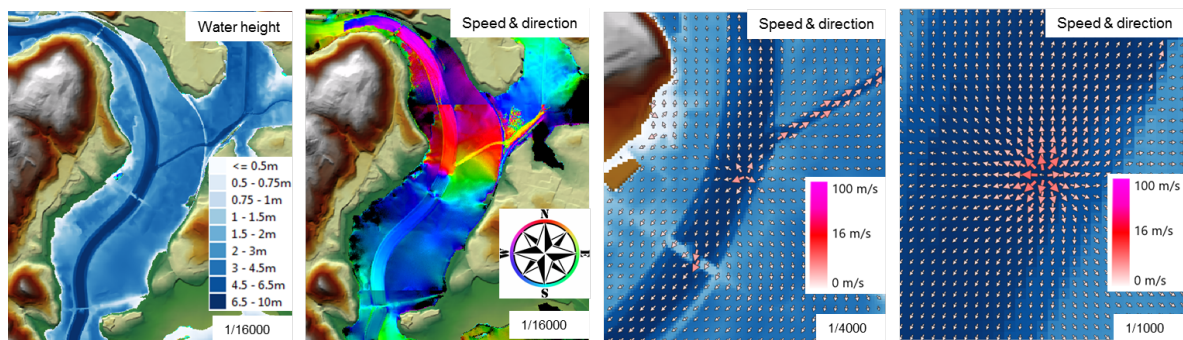 Water height
<= 0.5m
0.5 - 0.75m
0.75 - 1m
1 - 1.5m
1.5 - 2m
2 - 3m
3 - 4.5m
4.5 - 6.5m
6.5 - 10m
1/16000
Speed & direction
N
W
E
S
1/16000
Speed & direction
100 m/s
16 m/s
0 m/s
1/4000
Speed & direction
100 m/s
16 m/s
0 m/s
1/1000